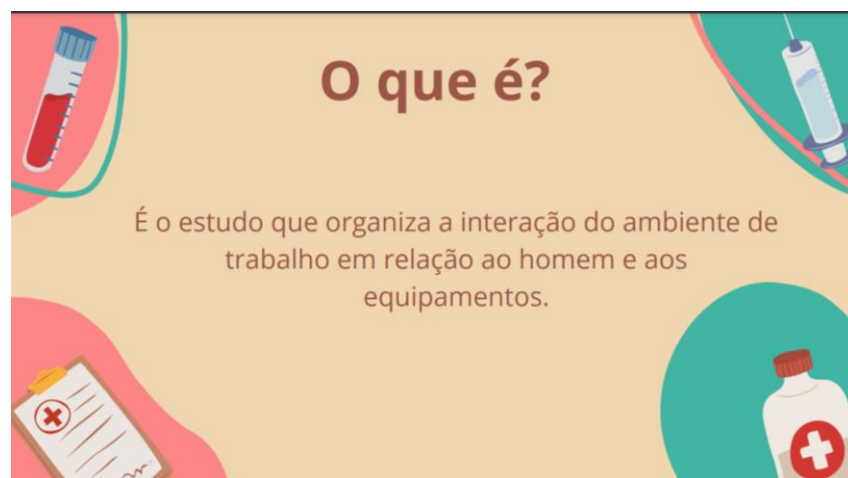 O que é?
É o estudo que organiza a interação do ambiente de
trabalho em relação ao homem e aos
equipamentos.